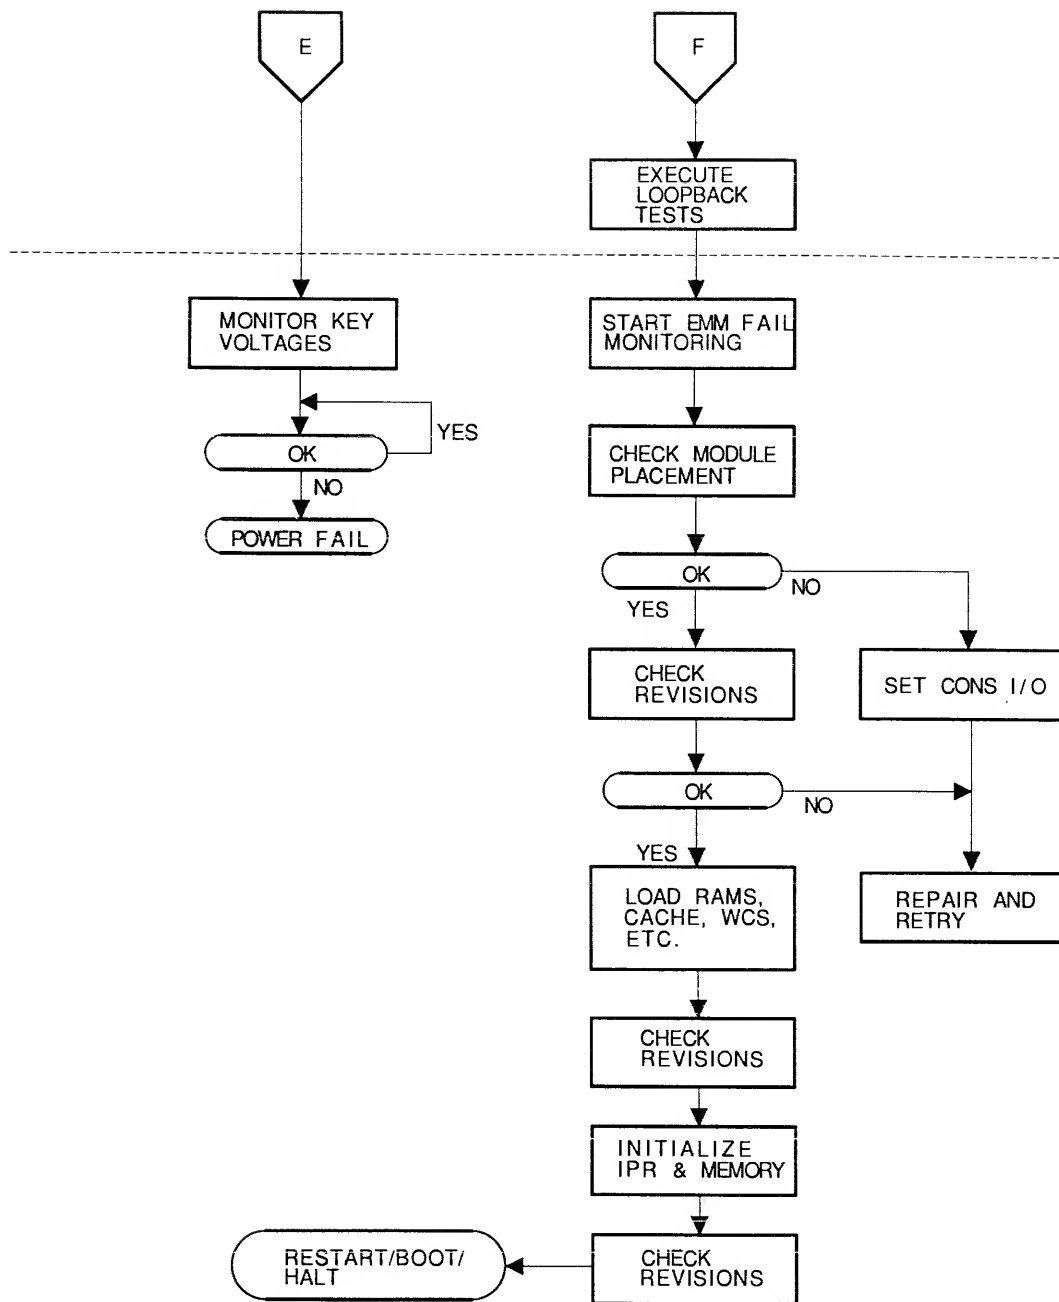 E
F
EXECUTE
LOOPBACK
TESTS
MONITOR KEY
VOLTAGES
START EMM FAIL
MONITORING
YES
OK
CHECK MODULE
PLACEMENT
NO
POWER FAIL
OK
NO
YES
CHECK
REVISIONS
SET CONS I/O
OK
NO
YES
LOAD RAMS,
CACHE, WCS,
ETC.
REPAIR AND
RETRY
CHECK
REVISIONS
INITIALIZE
IPR & MEMORY
RESTART/BOOT/
HALT
CHECK
REVISIONS